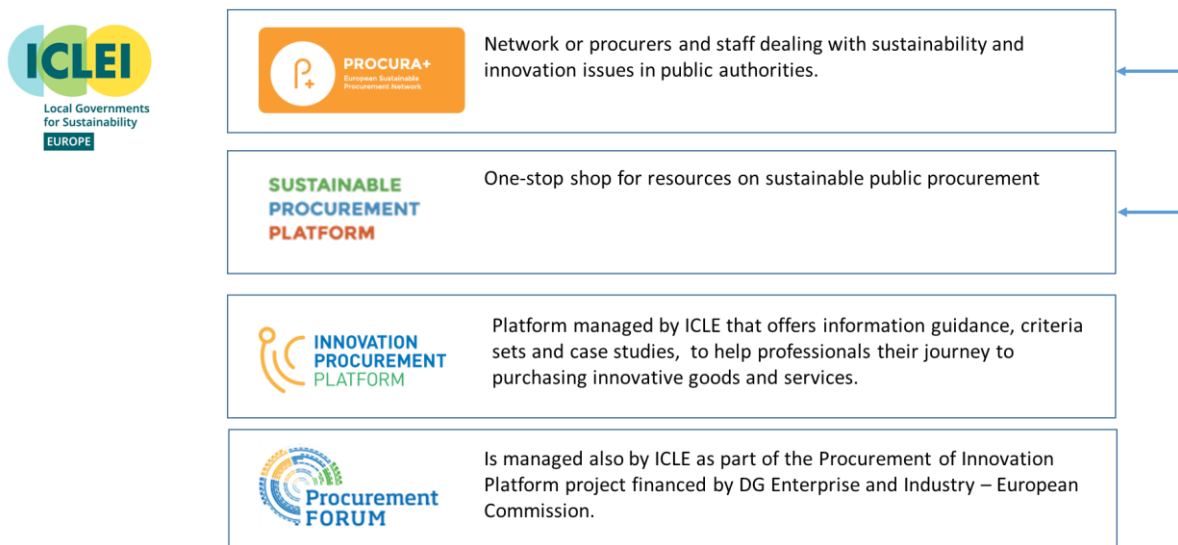 ICLEI
Local Governments
for Sustainability
EUROPE
PROCURA+
European Sustainable
Procurement Network
Network or procurers and staff dealing with sustainability and
innovation issues in public authorities.
SUSTAINABLE
PROCUREMENT
PLATFORM
One-stop shop for resources on sustainable public procurement
INNOVATION
PROCUREMENT
PLATFORM
Platform managed by ICLE that offers information guidance, criteria
sets and case studies,  to help professionals their journey to
purchasing innovative goods and services.
Procurement
FORUM
Is managed also by ICLE as part of the Procurement of Innovation
Platform project financed by DG Enterprise and Industry – European
Commission.